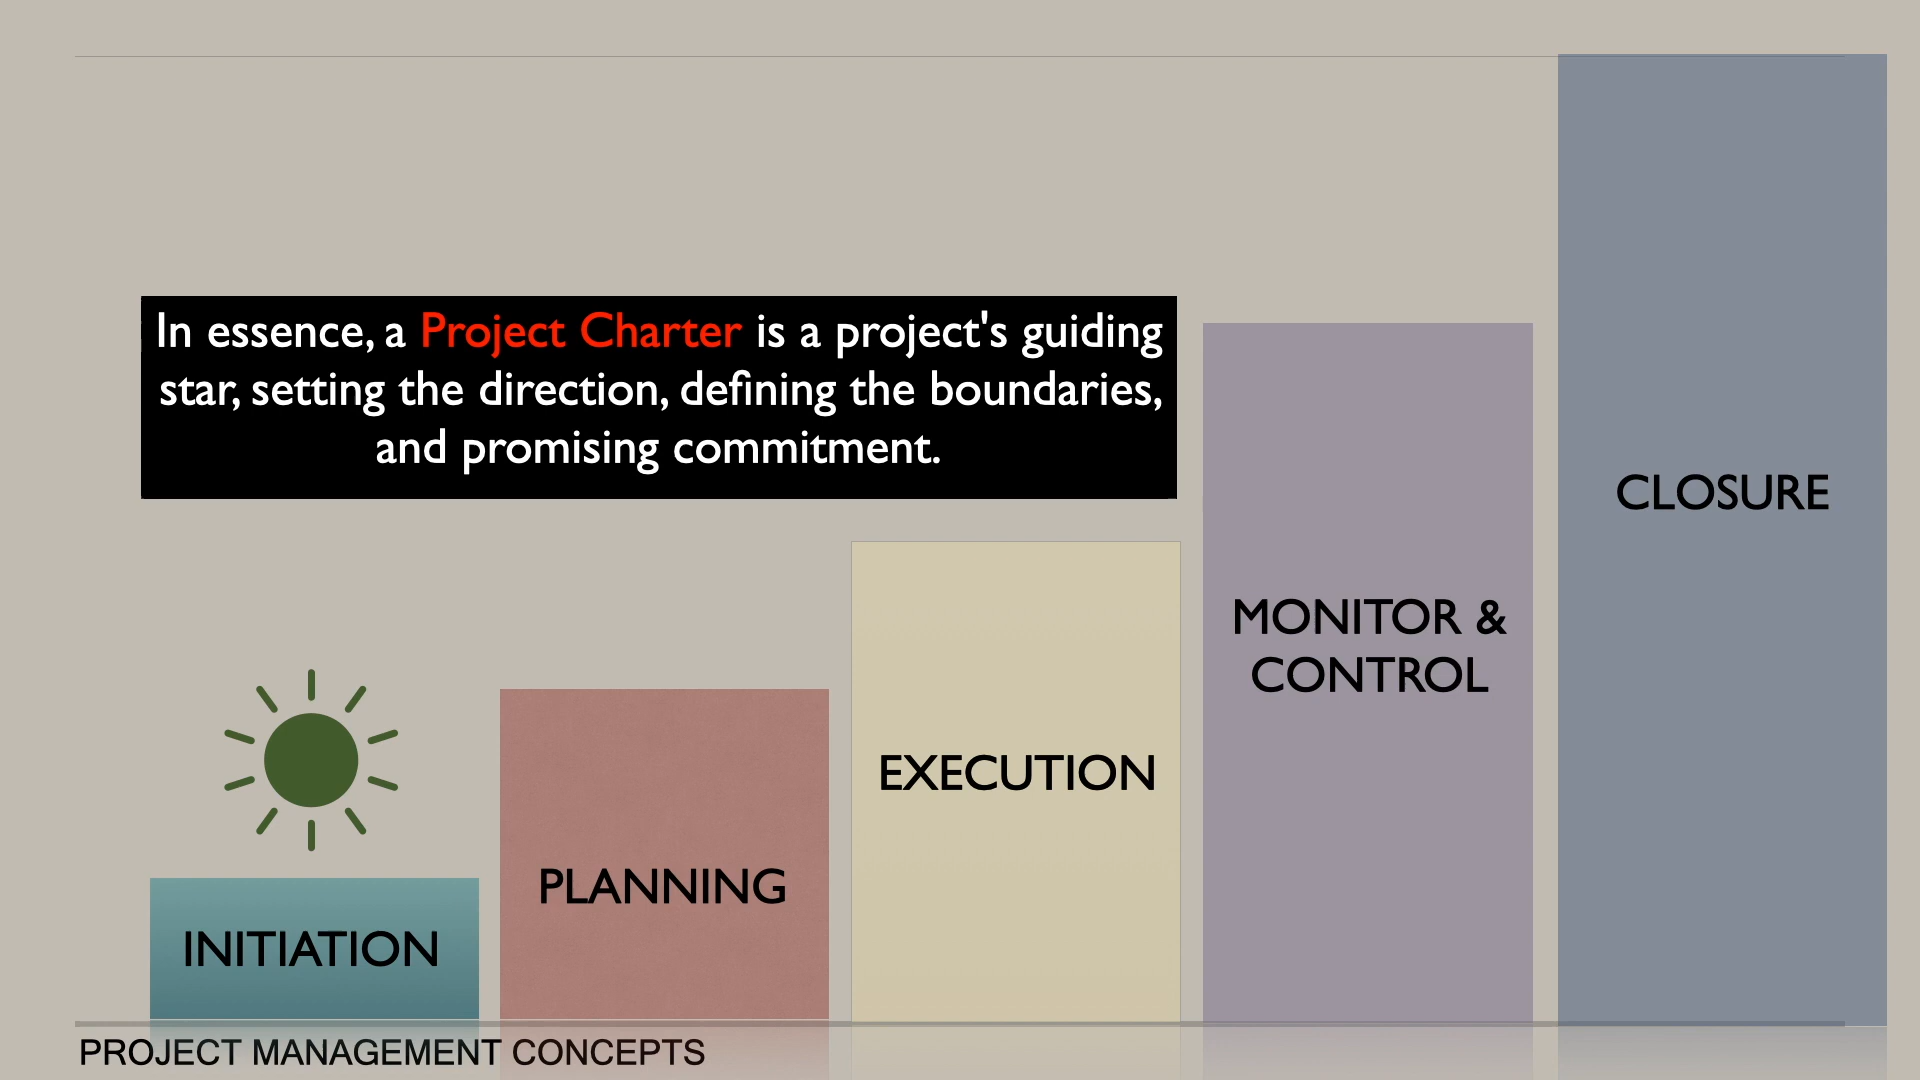 In essence, a Project Charter is a project's guiding
star, setting the direction, defining the boundaries,
and promising commitment.
CLOSURE
MONITOR &
CONTROL
EXECUTION
PLANNING
INITIATION
PROJECT MANAGEMENT CONCEPTS